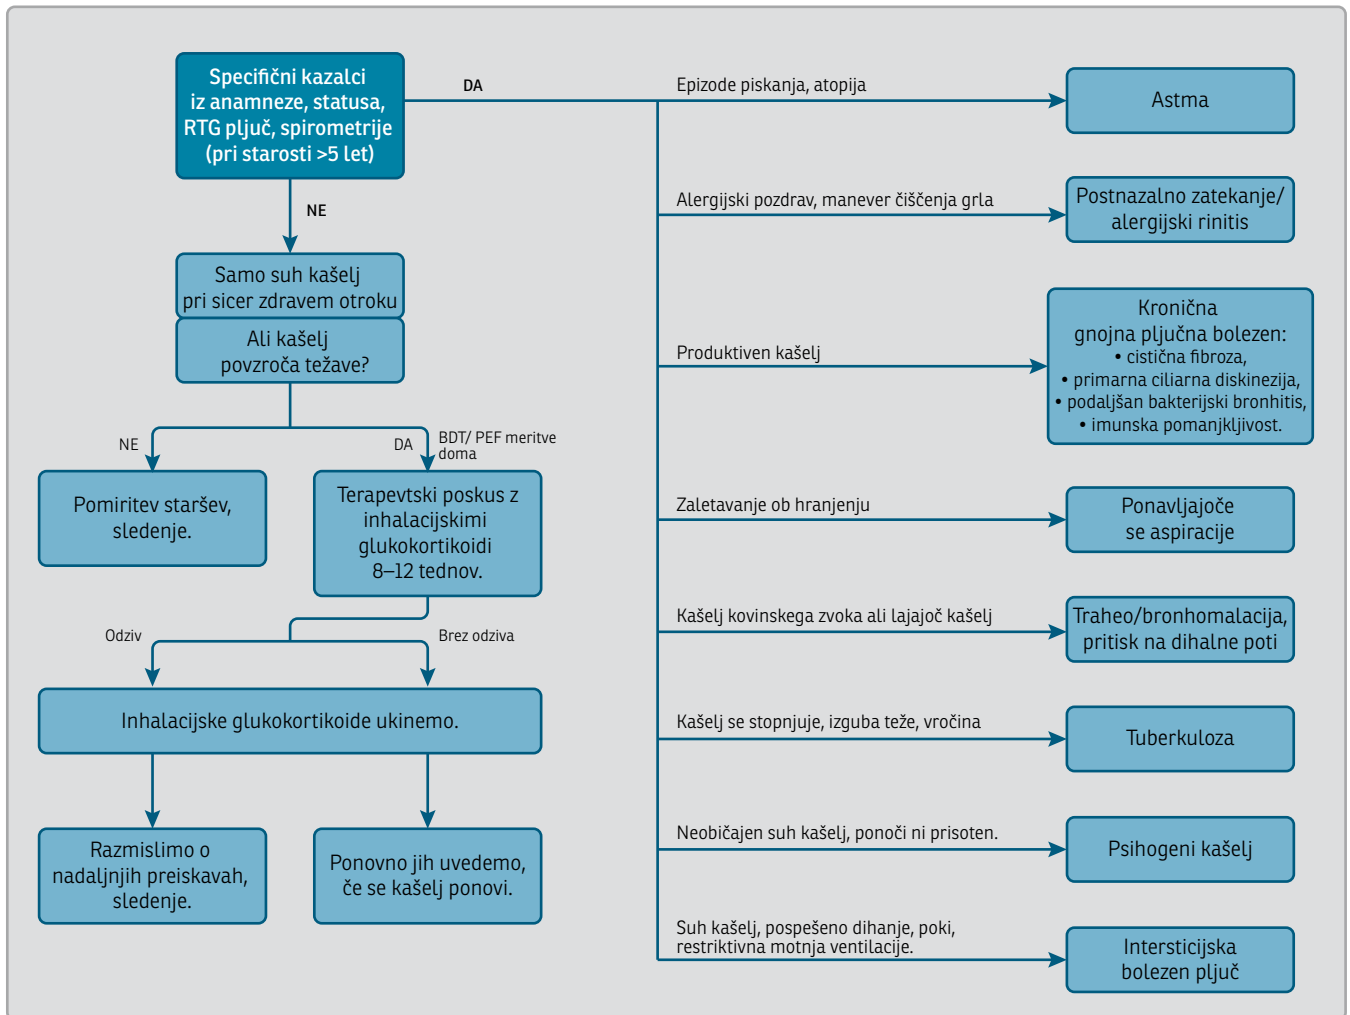 Specifični kazalci
iz anamneze, statusa,
RTG pljuč, spirometrije
(pri starosti >5 let)
DA
NE
Samo suh kašelj
pri sicer zdravem otroku
Ali kašelj
povzroča težave?
NE
DA
BDT/ PEF meritve
doma
Pomiritev staršev,
sledenje.
Terapevtski poskus z
inhalacijskimi
glukokortikoidi
8–12 tednov.
Odziv
Brez odziva
Inhalacijske glukokortikoide ukinemo.
Razmislimo o
nadaljnjih preiskavah,
sledenje.
Ponovno jih uvedemo,
če se kašelj ponovi.
Epizode piskanja, atopija
Astma
Alergijski pozdrav, manever čiščenja grla
Postnazalno zatekanje/
alergijski rinitis
Produktiven kašelj
Kronična
gnojna pljučna bolezen:
• cistična fibroza,
• primarna ciliarna diskinezija,
• podaljšan bakterijski bronhitis,
• imunska pomanjkljivost.
Zaletavanje ob hranjenju
Ponavljajoče
se aspiracije
Kašelj kovinskega zvoka ali lajajoč kašelj
Traheo/bronhomalacija,
pritisk na dihalne poti
Kašelj se stopnjuje, izguba teže, vročina
Tuberkuloza
Neobičajen suh kašelj, ponoči ni prisoten.
Psihogeni kašelj
Suh kašelj, pospešeno dihanje, poki,
restriktivna motnja ventilacije.
Intersticijska
bolezen pljuč